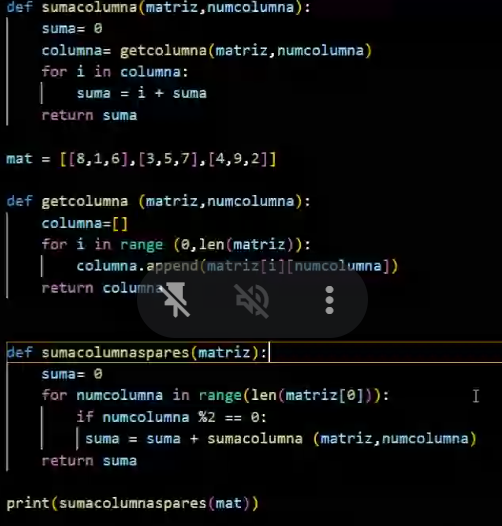 def sumacolumna(matriz,numcolumna):
    suma= 0
    columna= getcolumna(matriz,numcolumna)
    for i in columna:
        suma = i + suma
    return suma

mat = [[8,1,6],[3,5,7],[4,9,2]]

def getcolumna (matriz,numcolumna):
    columna=[]
    for i in range (0,len(matriz)):
        columna.append(matriz[i][numcolumna])
    return columna

def sumacolumnaspares(matriz):
    suma= 0
    for numcolumna in range(len(matriz[0])):
        if numcolumna %2 == 0:
         suma = suma + sumacolumna (matriz,numcolumna)
    return suma

print(sumacolumnaspares(mat))